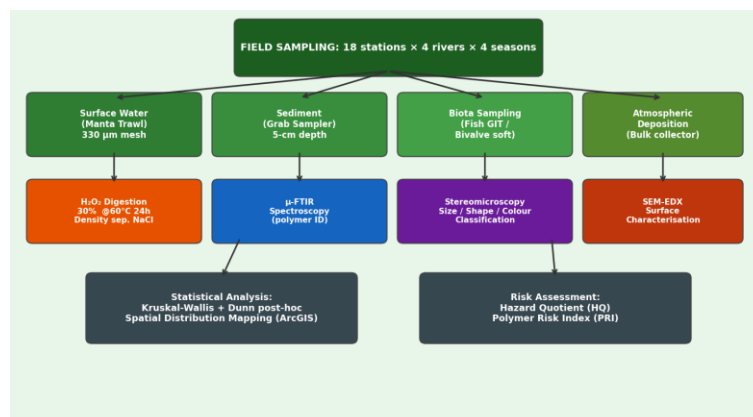 FIELD SAMPLING: 18 stations × 4 rivers × 4 seasons
Surface Water
(Manta Trawl)
330 µm mesh
Sediment
(Grab Sampler)
5-cm depth
Biota Sampling
(Fish GIT /
Bivalve soft)
Atmospheric
Deposition
(Bulk collector)
H₂O₂ Digestion
30% @60°C 24h
Density sep. NaCl
µ-FTIR
Spectroscopy
(polymer ID)
Stereomicroscopy
Size / Shape / Colour
Classification
SEM-EDX
Surface
Characterisation
Statistical Analysis:
Kruskal-Wallis + Dunn post-hoc
Spatial Distribution Mapping (ArcGIS)
Risk Assessment:
Hazard Quotient (HQ)
Polymer Risk Index (PRI)